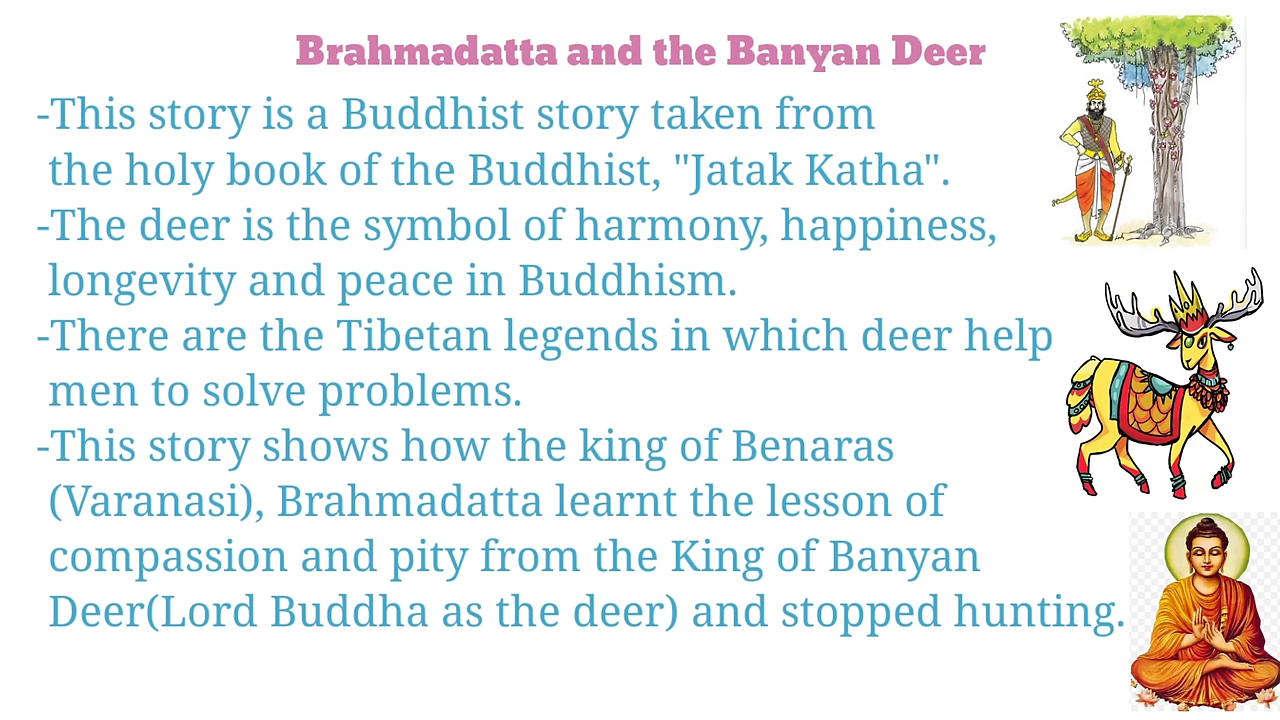 Brahmadatta and the Banyan Deer
-This story is a Buddhist story taken from
the holy book of the Buddhist, "Jatak Katha".
-The deer is the symbol of harmony, happiness,
longevity and peace in Buddhism.
-There are the Tibetan legends in which deer help
men to solve problems.
-This story shows how the king of Benaras
(Varanasi), Brahmadatta learnt the lesson of
compassion and pity from the King of Banyan
Deer(Lord Buddha as the deer) and stopped hunting.